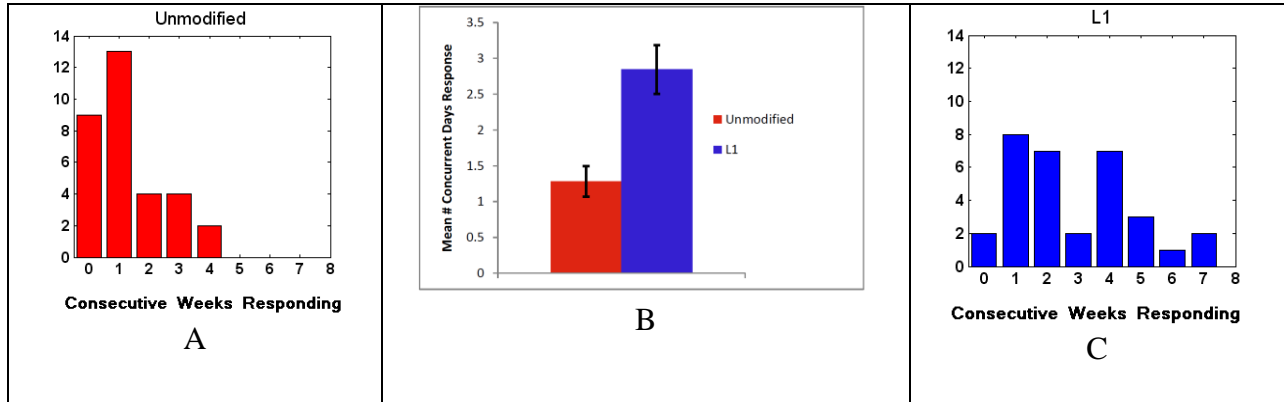 Unmodified
14
12
10
8
6
4
2
0
0 1 2 3 4 5 6 7 8
Consecutive Weeks Responding
A
Mean # Concurrent Days Response
3.5
3
2.5
2
1.5
1
0.5
0
Unmodified
L1
B
L1
14
12
10
8
6
4
2
0
0 1 2 3 4 5 6 7 8
Consecutive Weeks Responding
C